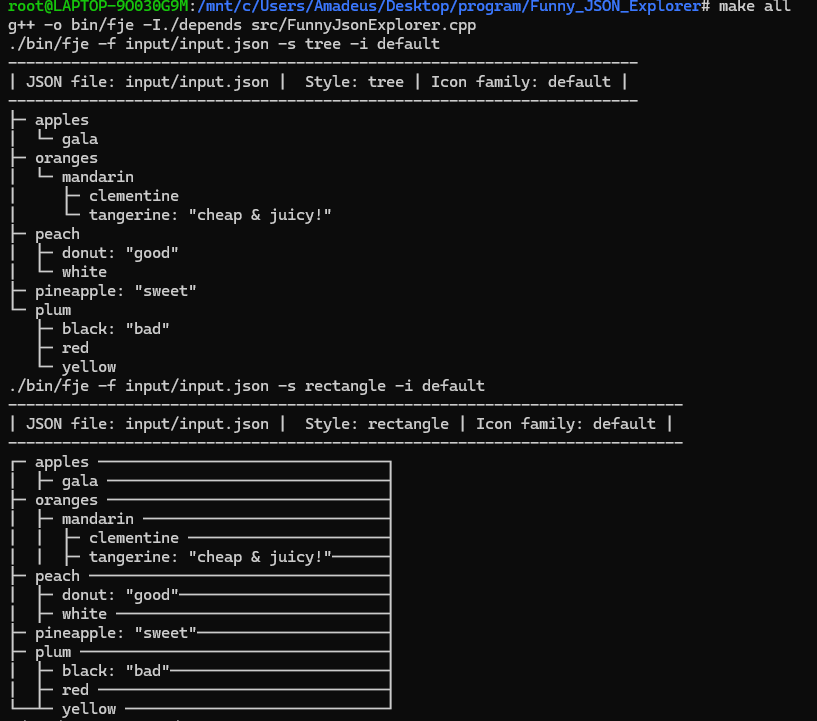 root@LAPTOP-9O030G9M:/mnt/c/Users/Amadeus/Desktop/program/Funny_JSON_Explorer# make all
g++ -o bin/fje -I./depends src/FunnyJsonExplorer.cpp
./bin/fje -f input/input.json -s tree -i default
----------------------------------------------------------------------
| JSON file: input/input.json |  Style: tree | Icon family: default |
----------------------------------------------------------------------
├─ apples
│  └─ gala
├─ oranges
│  └─ mandarin
│     ├─ clementine
│     └─ tangerine: "cheap & juicy!"
├─ peach
│  ├─ donut: "good"
│  └─ white
├─ pineapple: "sweet"
└─ plum
   ├─ black: "bad"
   ├─ red
   └─ yellow
./bin/fje -f input/input.json -s rectangle -i default
---------------------------------------------------------------------------
| JSON file: input/input.json |  Style: rectangle | Icon family: default |
---------------------------------------------------------------------------
┌─ apples ────────────────────────────────┐
│  ├─ gala ───────────────────────────────┤
├─ oranges ───────────────────────────────┤
│  ├─ mandarin ───────────────────────────┤
│  │  ├─ clementine ──────────────────────┤
│  │  ├─ tangerine: "cheap & juicy!"──────┤
├─ peach ─────────────────────────────────┤
│  ├─ donut: "good"───────────────────────┤
│  ├─ white ──────────────────────────────┤
├─ pineapple: "sweet"─────────────────────┤
├─ plum ──────────────────────────────────┤
│  ├─ black: "bad"────────────────────────┤
│  ├─ red ────────────────────────────────┤
└──┴─ yellow ─────────────────────────────┘